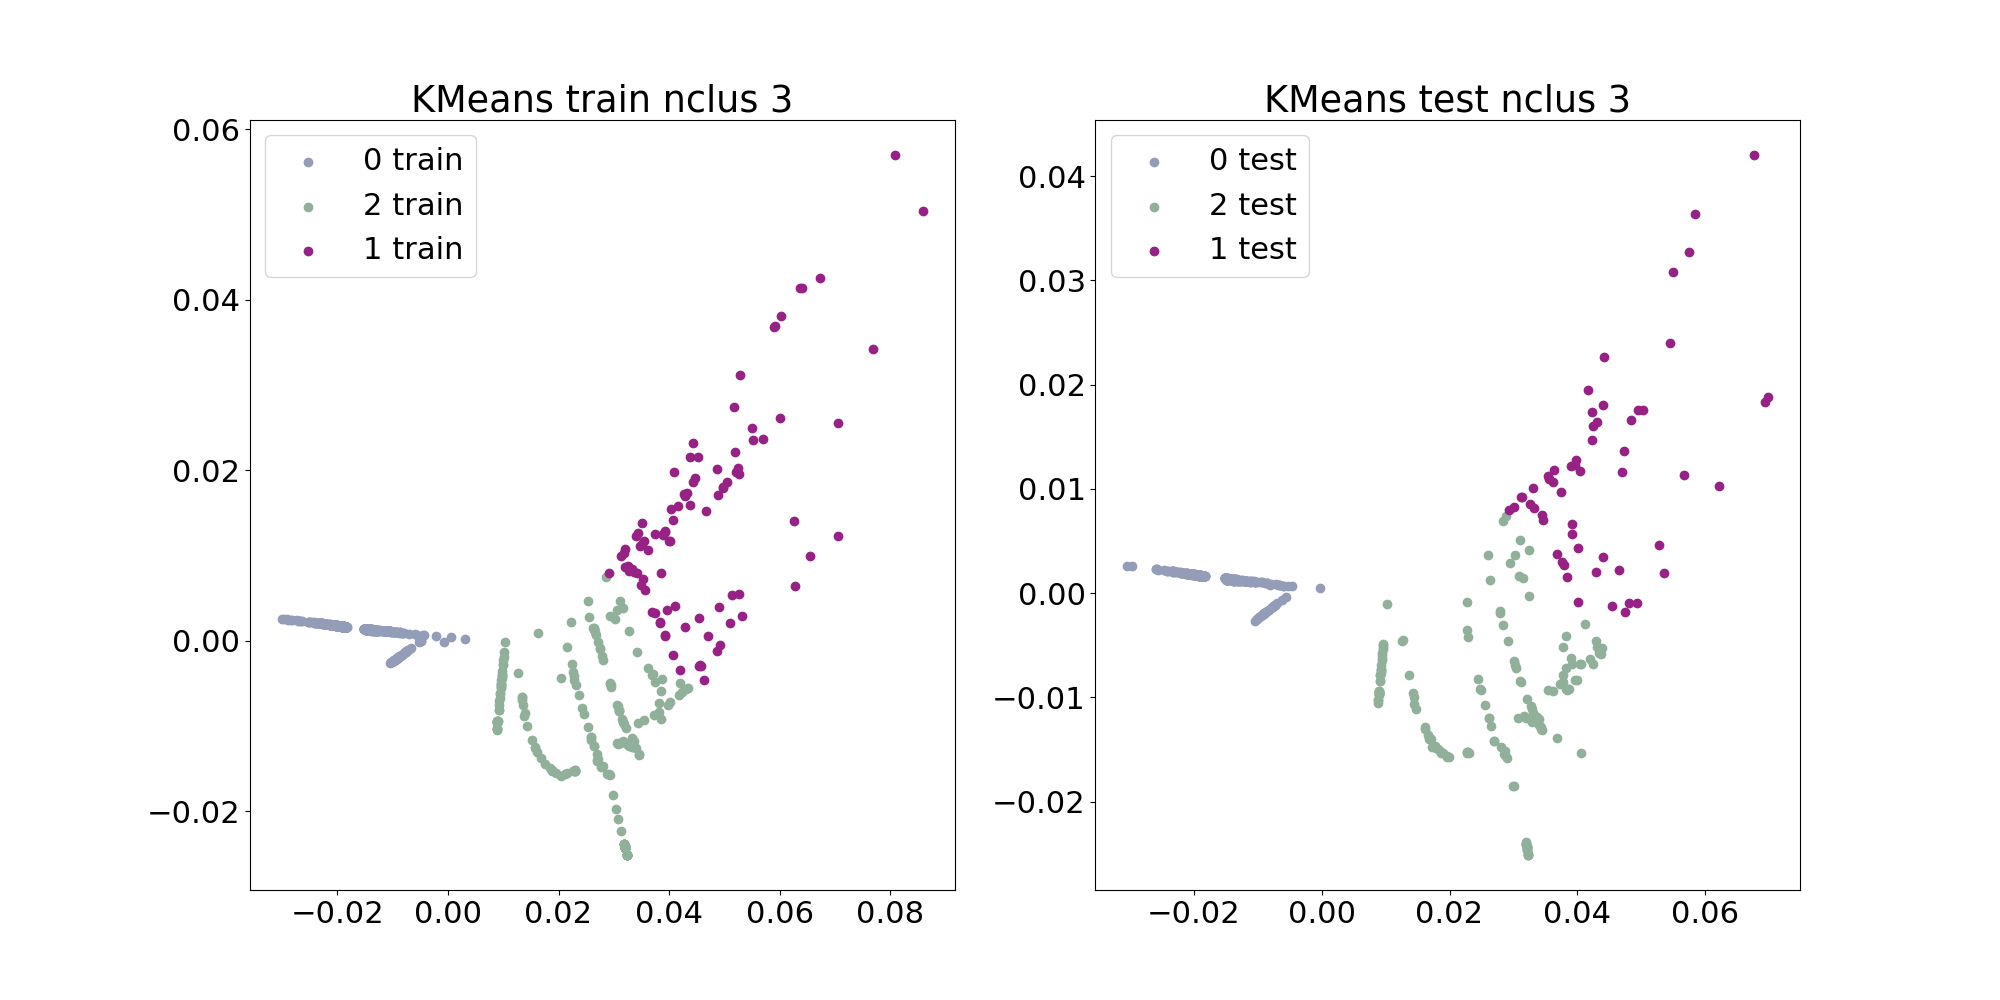 KMeans train nclus 3
0 train
2 train
1 train
0.06
0.04
0.02
0.00
−0.02
−0.02 0.00 0.02 0.04 0.06 0.08
KMeans test nclus 3
0 test
2 test
1 test
0.04
0.03
0.02
0.01
0.00
−0.01
−0.02
−0.02 0.00 0.02 0.04 0.06